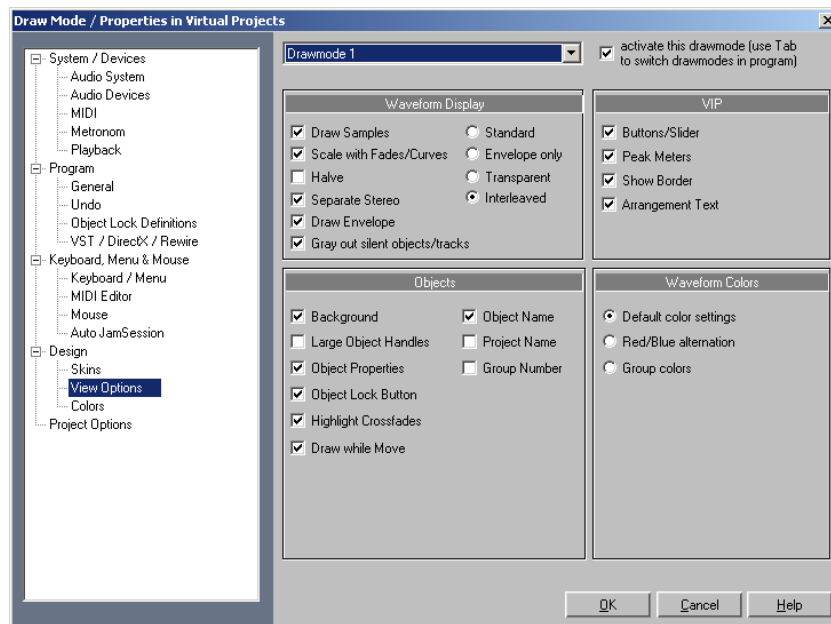 Draw Mode / Properties in Virtual Projects
System / Devices
Audio System
Audio Devices
MIDI
Metronom
Playback
Program
General
Undo
Object Lock Definitions
VST / DirectX / Rewire
Keyboard, Menu & Mouse
Keyboard / Menu
MIDI Editor
Mouse
Auto JamSession
Design
Skins
View Options
Colors
Project Options
Drawmode 1
activate this drawmode (use Tab
to switch drawmodes in program)
Waveform Display
Draw Samples
Scale with Fades/Curves
Halve
Separate Stereo
Draw Envelope
Gray out silent objects/tracks
Standard
Envelope only
Transparent
Interleaved
VIP
Buttons/Slider
Peak Meters
Show Border
Arrangement Text
Objects
Background
Large Object Handles
Object Properties
Object Lock Button
Highlight Crossfades
Draw while Move
Object Name
Project Name
Group Number
Waveform Colors
Default color settings
Red/Blue alternation
Group colors
OK
Cancel
Help